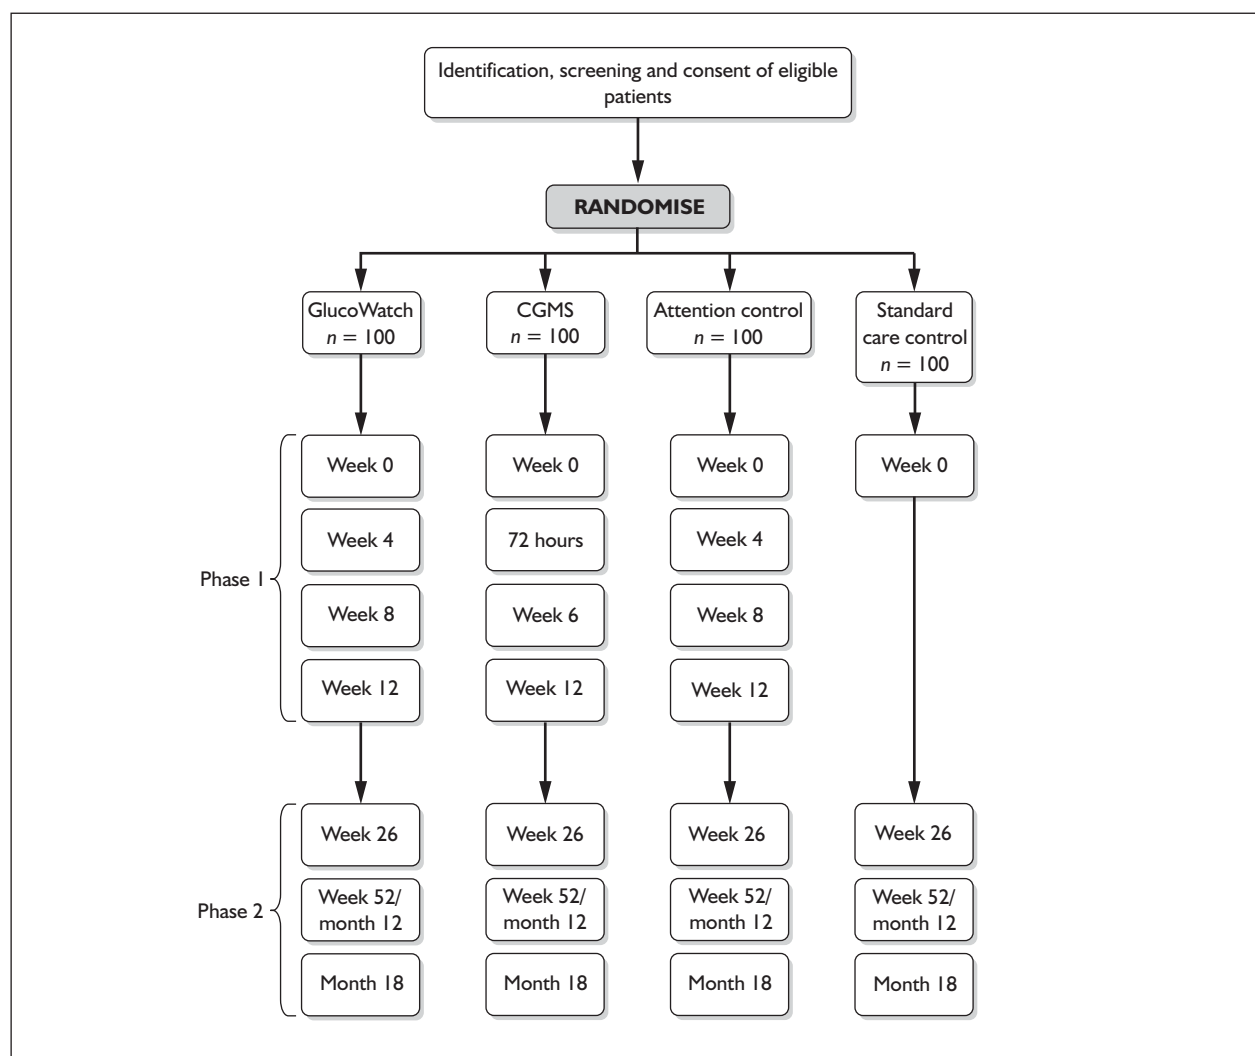 Identification, screening and consent of eligible
patients
RANDOMISE
GlucoWatch
n = 100
CGMS
n = 100
Attention control
n = 100
Standard
care control
n = 100
Phase 1
Week 0
Week 0
Week 0
Week 0
Week 4
72 hours
Week 4
Week 8
Week 6
Week 8
Week 12
Week 12
Week 12
Phase 2
Week 26
Week 26
Week 26
Week 26
Week 52/
month 12
Week 52/
month 12
Week 52/
month 12
Week 52/
month 12
Month 18
Month 18
Month 18
Month 18